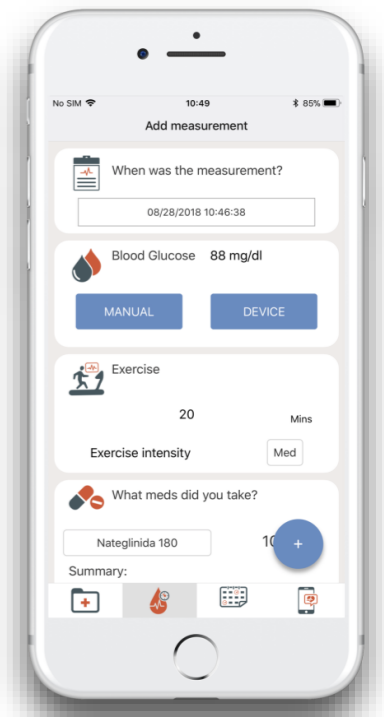 No SIM 10:49 85%
Add measurement
When was the measurement?
08/28/2018 10:46:38
Blood Glucose 88 mg/dl
MANUAL DEVICE
Exercise
20 Mins
Exercise intensity Med
What meds did you take?
Nateglinida 180 +
Summary: